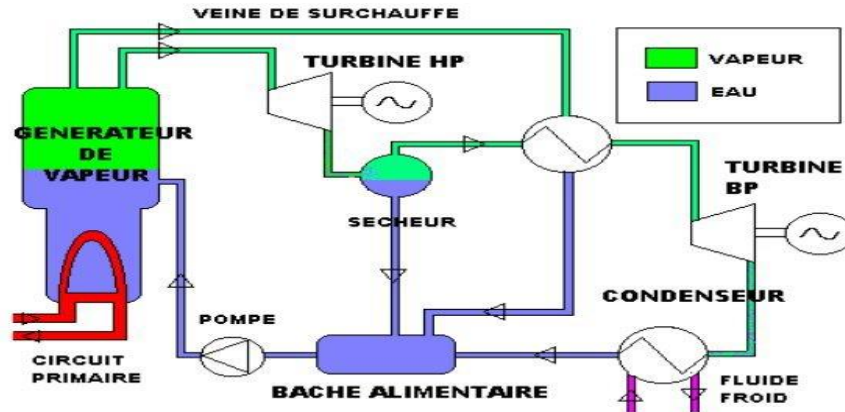 VEINE DE SURCHAUFFE
TURBINE HP
VAPEUR
EAU
GENERATEUR
DE
VAPEUR
TURBINE
BP
SECHEUR
CONDENSEUR
POMPE
CIRCUIT
PRIMAIRE
BACHE ALIMENTAIRE
FLUIDE
FROID